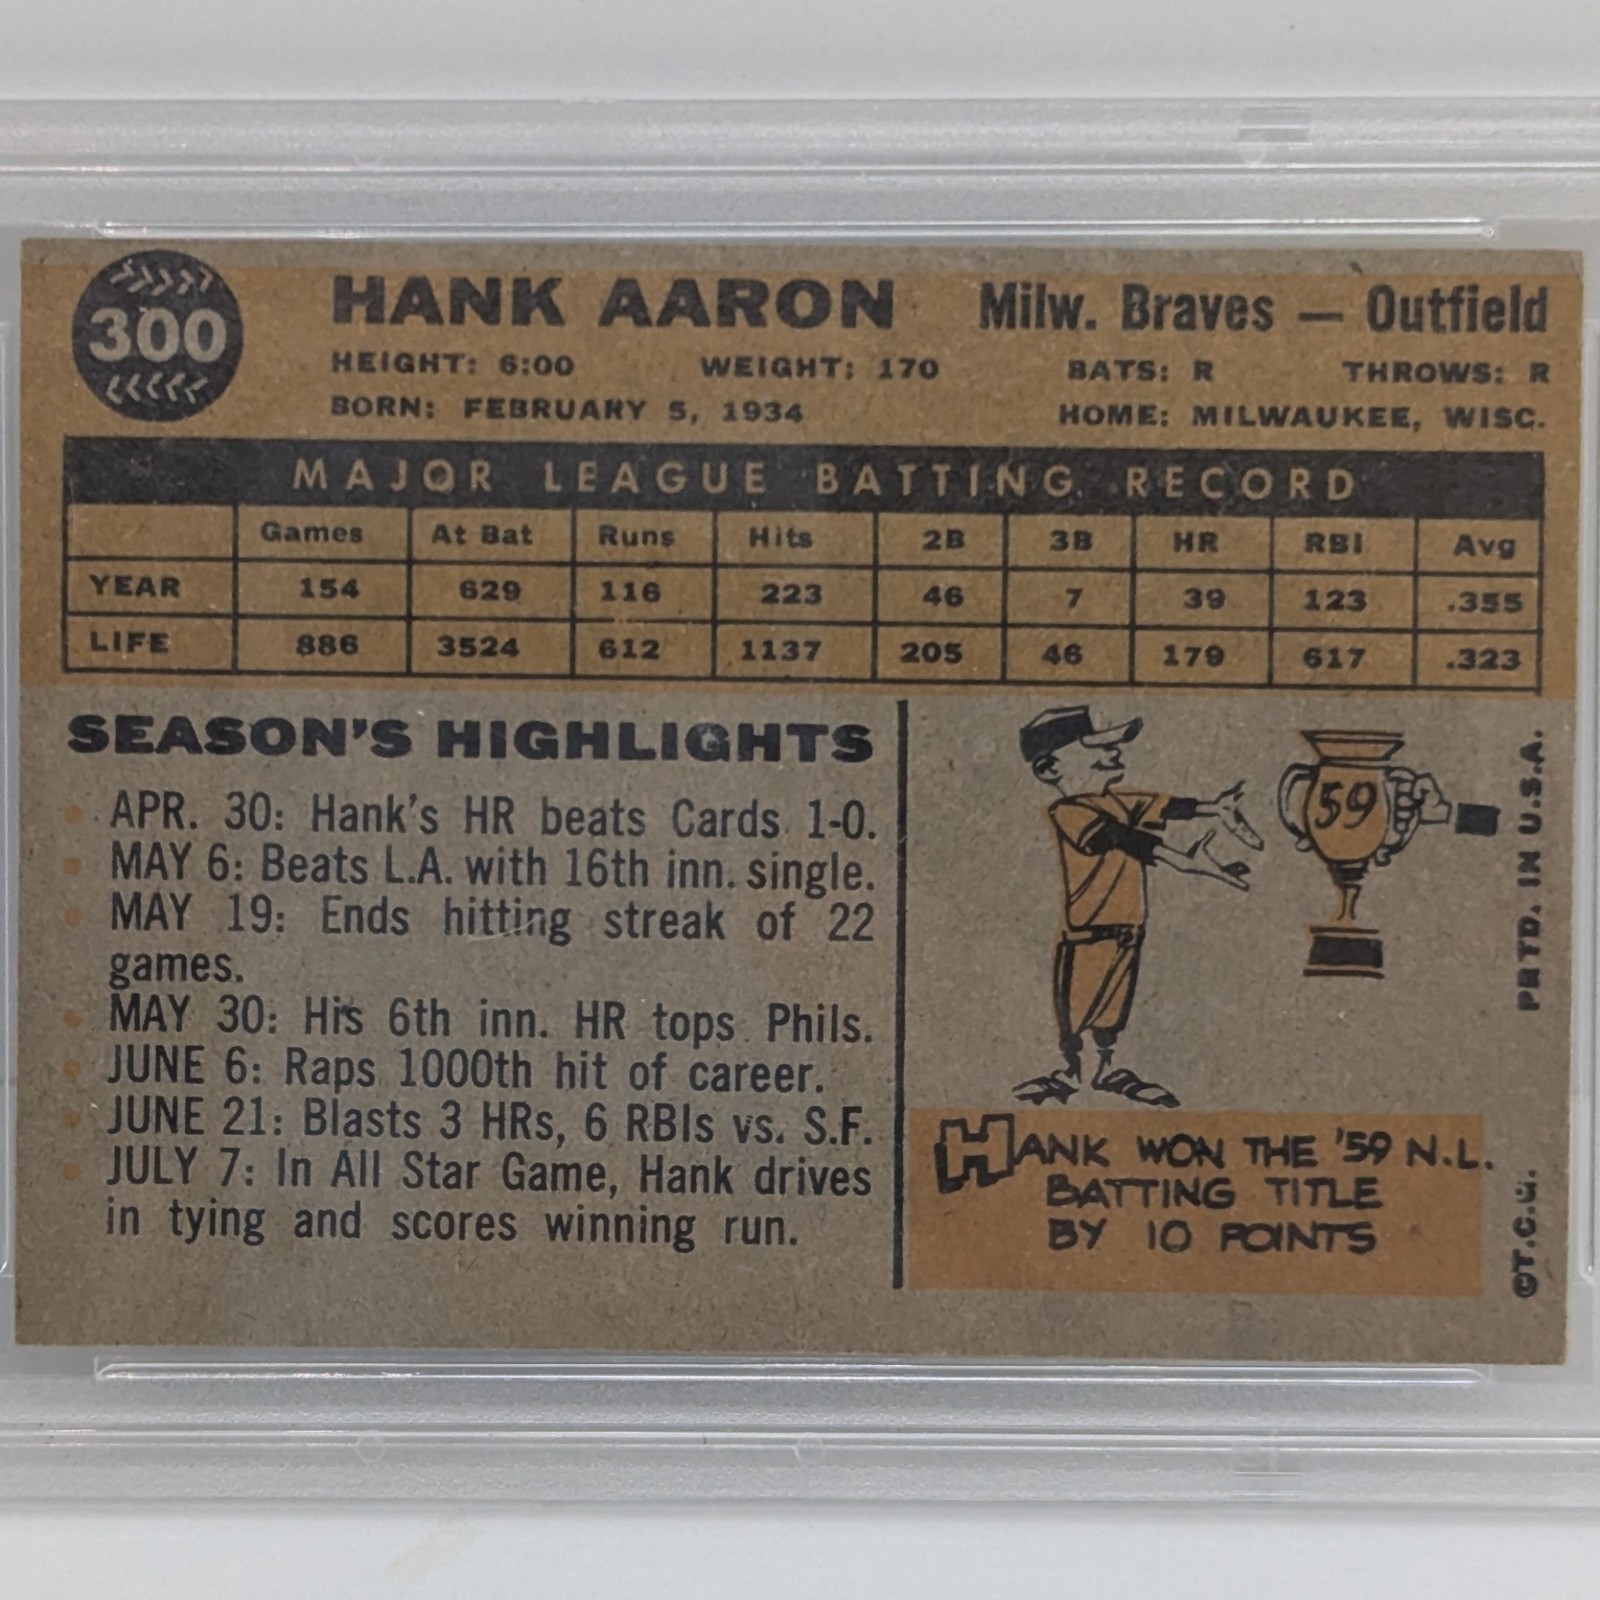 300
HANK AARON Milw. Braves — Outfield
HEIGHT: 6:00 WEIGHT: 170 BATS: R THROWS: R
BORN: FEBRUARY 5, 1934 HOME: MILWAUKEE, WISC.
MAJOR LEAGUE BATTING RECORD
Games At Bat Runs Hits 2B 3B HR RBI Avg
YEAR 154 629 116 223 46 7 39 123 .355
LIFE 886 3524 612 1137 205 46 179 617 .323
SEASON'S HIGHLIGHTS
• APR. 30: Hank's HR beats Cards 1-0.
• MAY 6: Beats L.A. with 16th inn. single.
• MAY 19: Ends hitting streak of 22
games.
• MAY 30: His 6th inn. HR tops Phils.
• JUNE 6: Raps 1000th hit of career.
• JUNE 21: Blasts 3 HRs, 6 RBIs vs. S.F.
• JULY 7: In All Star Game, Hank drives
in tying and scores winning run.
59
HANK WON THE '59 N.L.
BATTING TITLE
BY 10 POINTS
©T.C.G. PRTD. IN U.S.A.